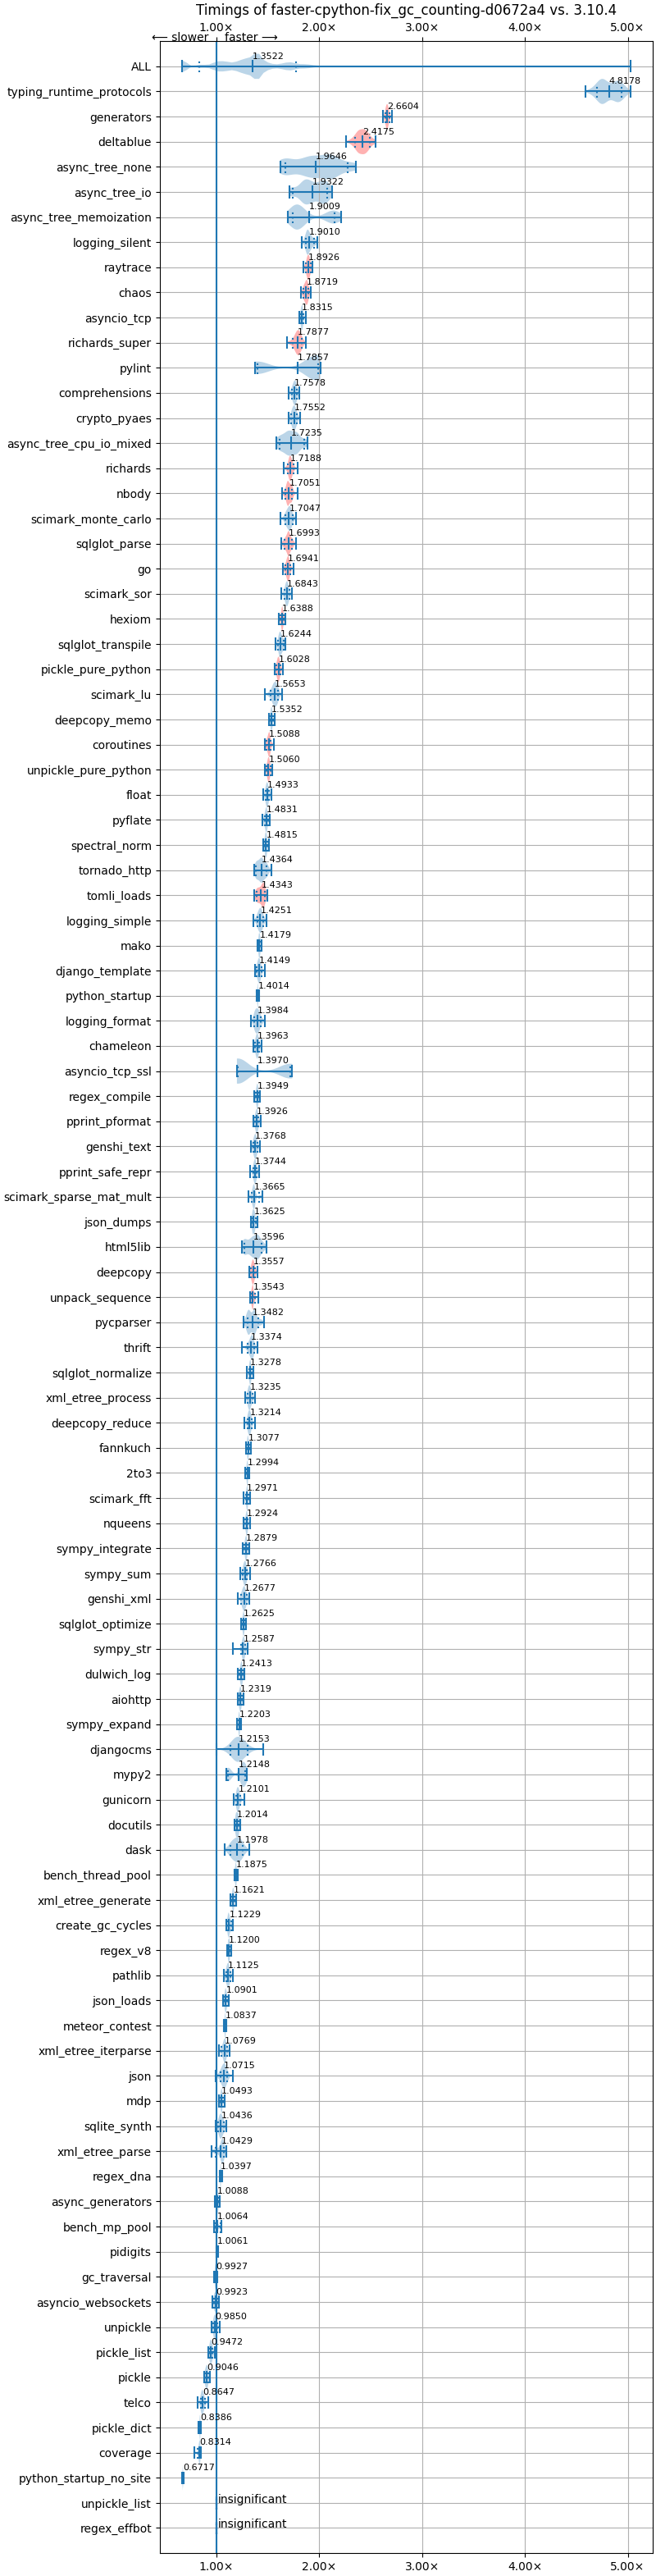 Timings of faster-cpython-fix_gc_counting-d0672a4 vs. 3.10.4
1.00× 2.00× 3.00× 4.00× 5.00×
⟵ slower faster ⟶
ALL 1.3522
typing_runtime_protocols 4.8178
generators 2.6604
deltablue 2.4175
async_tree_none 1.9646
async_tree_io 1.9322
async_tree_memoization 1.9009
logging_silent 1.9010
raytrace 1.8926
chaos 1.8719
asyncio_tcp 1.8315
richards_super 1.7877
pylint 1.7857
comprehensions 1.7578
crypto_pyaes 1.7552
async_tree_cpu_io_mixed 1.7235
richards 1.7188
nbody 1.7051
scimark_monte_carlo 1.7047
sqlglot_parse 1.6993
go 1.6941
scimark_sor 1.6843
hexiom 1.6388
sqlglot_transpile 1.6244
pickle_pure_python 1.6028
scimark_lu 1.5653
deepcopy_memo 1.5352
coroutines 1.5088
unpickle_pure_python 1.5060
float 1.4933
pyflate 1.4831
spectral_norm 1.4815
tornado_http 1.4364
tomli_loads 1.4343
logging_simple 1.4251
mako 1.4179
django_template 1.4149
python_startup 1.4014
logging_format 1.3984
chameleon 1.3963
asyncio_tcp_ssl 1.3970
regex_compile 1.3949
pprint_pformat 1.3926
genshi_text 1.3768
pprint_safe_repr 1.3744
scimark_sparse_mat_mult 1.3665
json_dumps 1.3625
html5lib 1.3596
deepcopy 1.3557
unpack_sequence 1.3543
pycparser 1.3482
thrift 1.3374
sqlglot_normalize 1.3278
xml_etree_process 1.3235
deepcopy_reduce 1.3214
fannkuch 1.3077
2to3 1.2994
scimark_fft 1.2971
nqueens 1.2924
sympy_integrate 1.2879
sympy_sum 1.2766
genshi_xml 1.2677
sqlglot_optimize 1.2625
sympy_str 1.2587
dulwich_log 1.2413
aiohttp 1.2319
sympy_expand 1.2203
djangocms 1.2153
mypy2 1.2148
gunicorn 1.2101
docutils 1.2014
dask 1.1978
bench_thread_pool 1.1875
xml_etree_generate 1.1621
create_gc_cycles 1.1229
regex_v8 1.1200
pathlib 1.1125
json_loads 1.0901
meteor_contest 1.0837
xml_etree_iterparse 1.0769
json 1.0715
mdp 1.0493
sqlite_synth 1.0436
xml_etree_parse 1.0429
regex_dna 1.0397
async_generators 1.0088
bench_mp_pool 1.0064
pidigits 1.0061
gc_traversal 0.9927
asyncio_websockets 0.9923
unpickle 0.9850
pickle_list 0.9472
pickle 0.9046
telco 0.8647
pickle_dict 0.8386
coverage 0.8314
python_startup_no_site 0.6717
unpickle_list insignificant
regex_effbot insignificant
1.00× 2.00× 3.00× 4.00× 5.00×